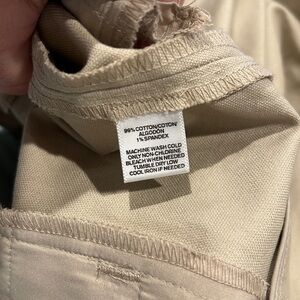 99% COTTON/COTON/
ALGODÓN
1% SPANDEX
MACHINE WASH COLD
ONLY NON-CHLORINE
BLEACH WHEN NEEDED
TUMBLE DRY LOW
COOL IRON IF NEEDED